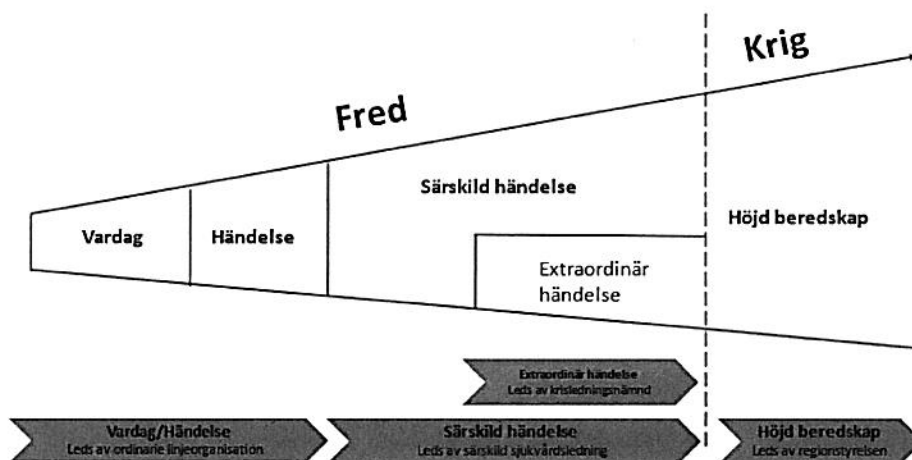 Krig
Fred
Särskild händelse
Höjd beredskap
Vardag
Händelse
Extraordinär
händelse
Extraordinär händelse
Leds av krisledningsnämnd
Vardag/Händelse
Leds av ordinarie linjeorganisation
Särskild händelse
Leds av särskild sjukvårdsledning
Höjd beredskap
Leds av regionstyrelsen